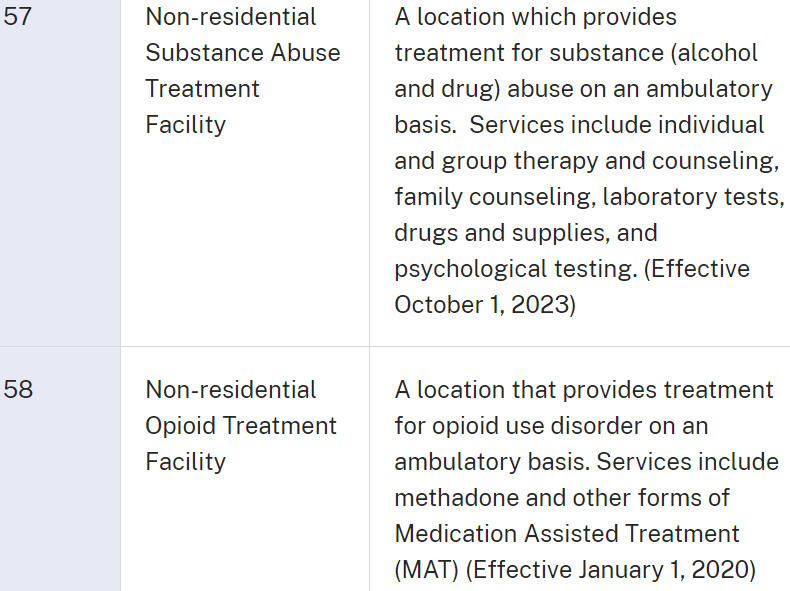 57
Non-residential
Substance Abuse
Treatment
Facility
A location which provides
treatment for substance (alcohol
and drug) abuse on an ambulatory
basis.  Services include individual
and group therapy and counseling,
family counseling, laboratory tests,
drugs and supplies, and
psychological testing. (Effective
October 1, 2023)
58
Non-residential
Opioid Treatment
Facility
A location that provides treatment
for opioid use disorder on an
ambulatory basis. Services include
methadone and other forms of
Medication Assisted Treatment
(MAT) (Effective January 1, 2020)